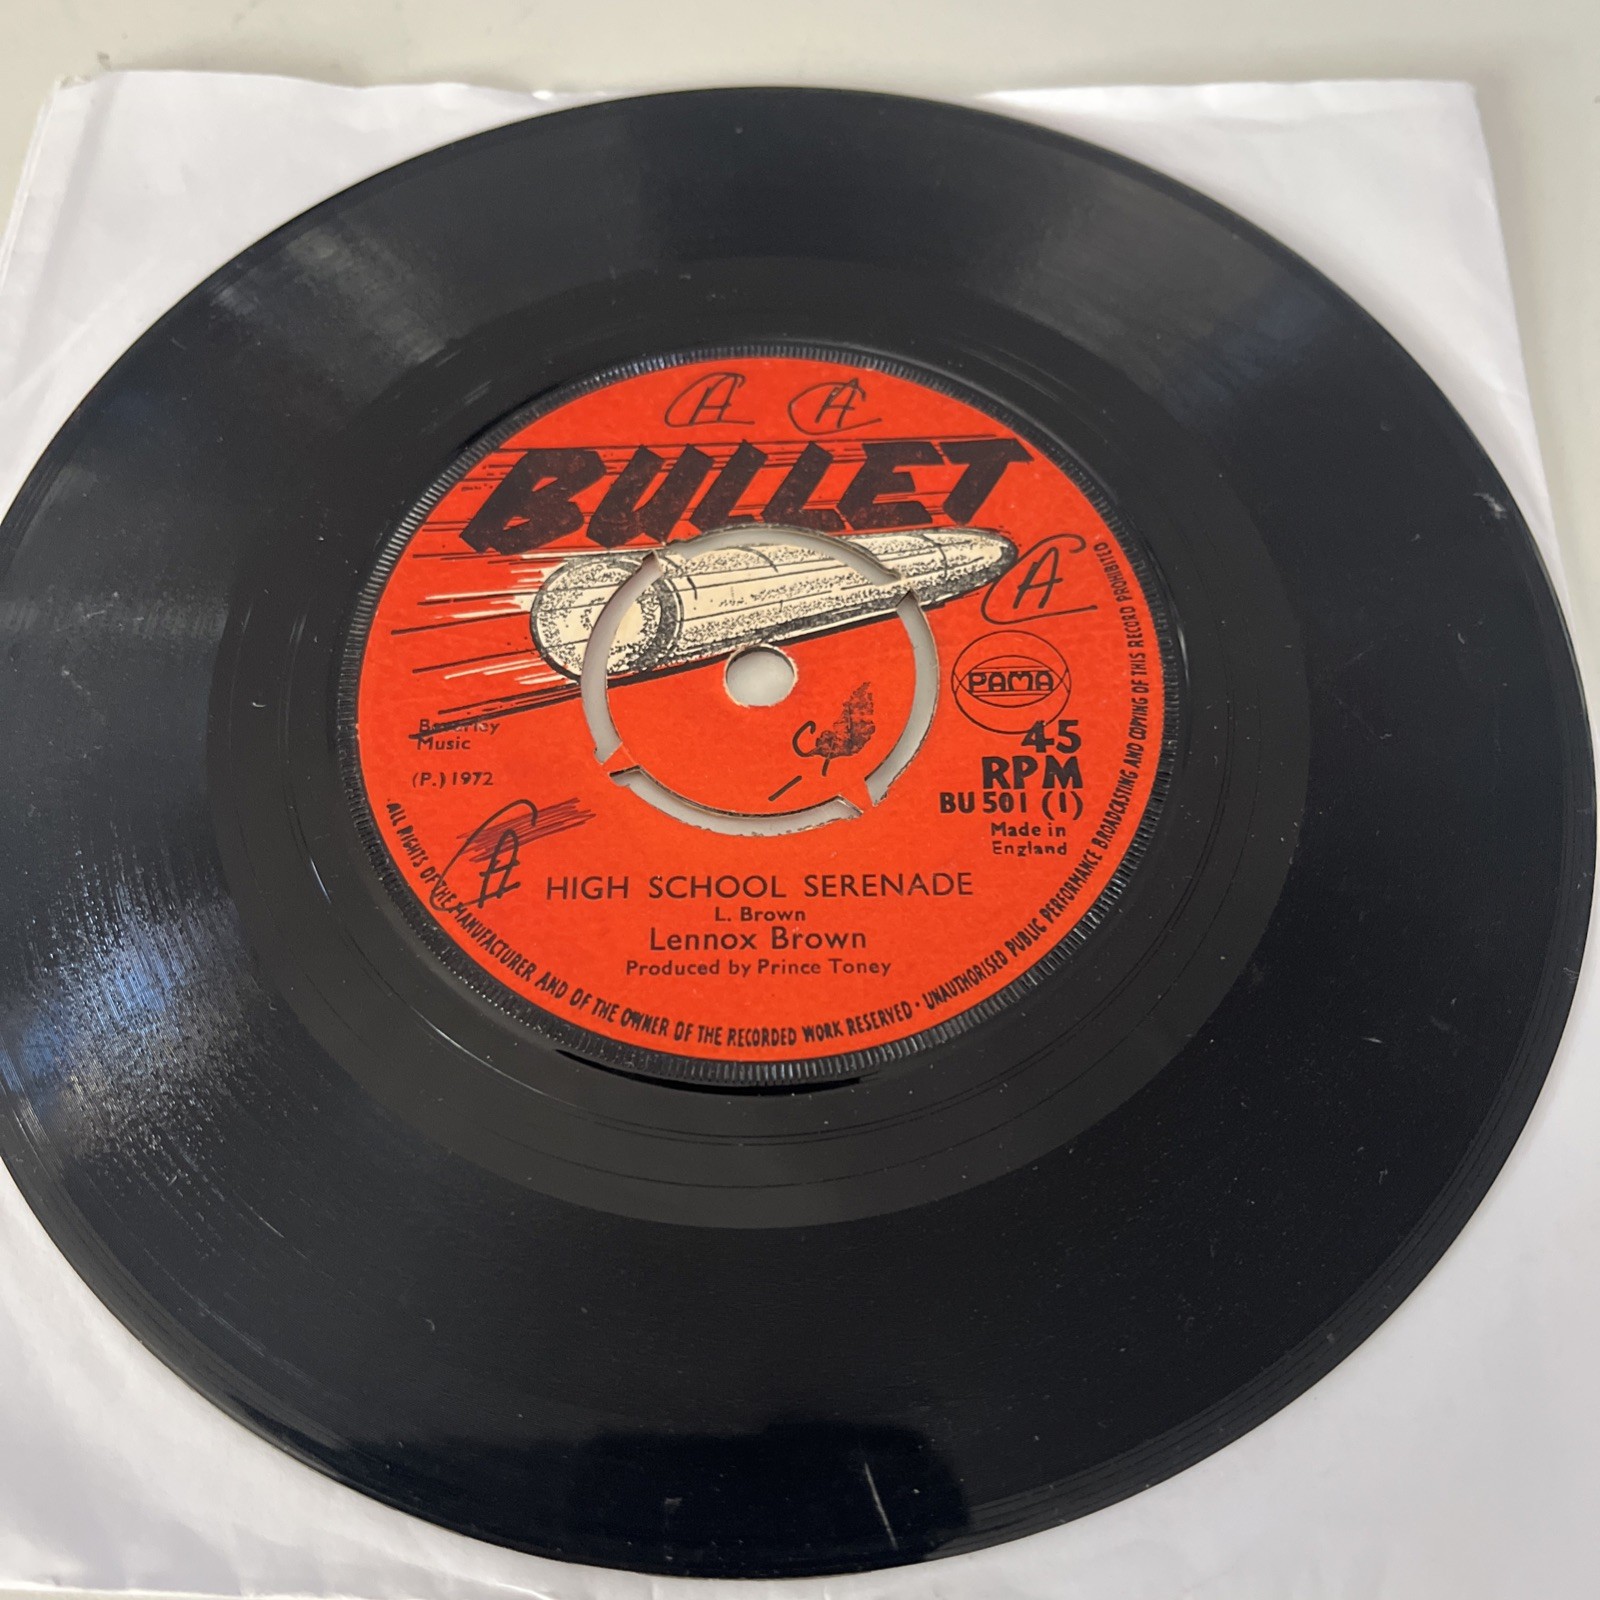 A A
BULLET
A
PAMA
Beverley
Music
(P.) 1972
45
RPM
BU 501 (1)
Made in
England
A
HIGH SCHOOL SERENADE
L. Brown
Lennox Brown
Produced by Prince Toney
ALL RIGHTS OF THE MANUFACTURER AND OF THE OWNER OF THE RECORDED WORK RESERVED · UNAUTHORISED PUBLIC PERFORMANCE BROADCASTING AND COPYING OF THIS RECORD PROHIBITED